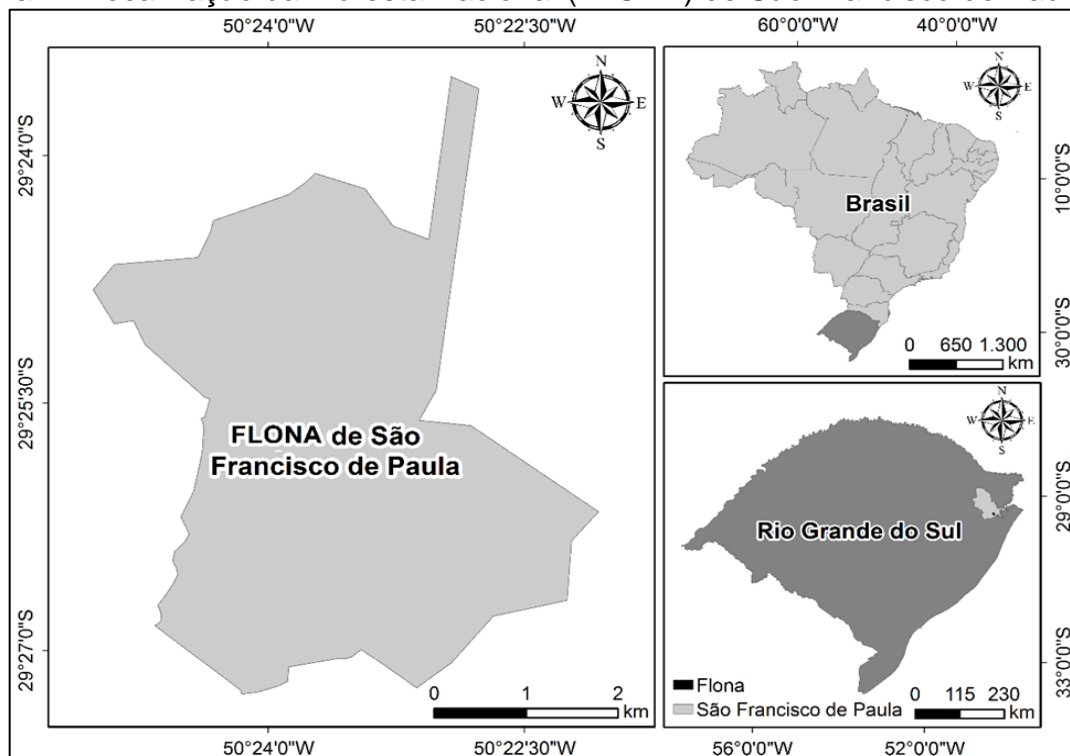 50°24'0"W 50°22'30"W
N
W E
S
29°24'0"S
29°25'30"S
29°27'0"S
FLONA de São
Francisco de Paula
0 1 2
km
50°24'0"W 50°22'30"W
60°0'0"W 40°0'0"W
N
W E
S
Brasil
10°0'0"S
30°0'0"S
0 650 1.300
km
N
W E
S
Rio Grande do Sul
29°0'0"S
33°0'0"S
Flona
São Francisco de Paula
0 115 230
km
56°0'0"W 52°0'0"W